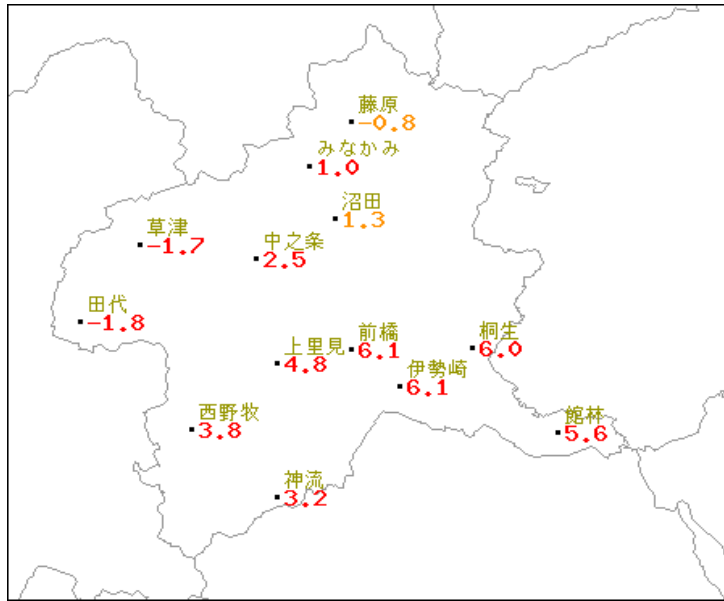 藤原
-0.8
みなかみ
1.0
沼田
1.3
草津
-1.7
中之条
2.5
田代
-1.8
上里見
4.8
前橋
6.1
桐生
6.0
伊勢崎
6.1
西野牧
3.8
館林
5.6
神流
3.2